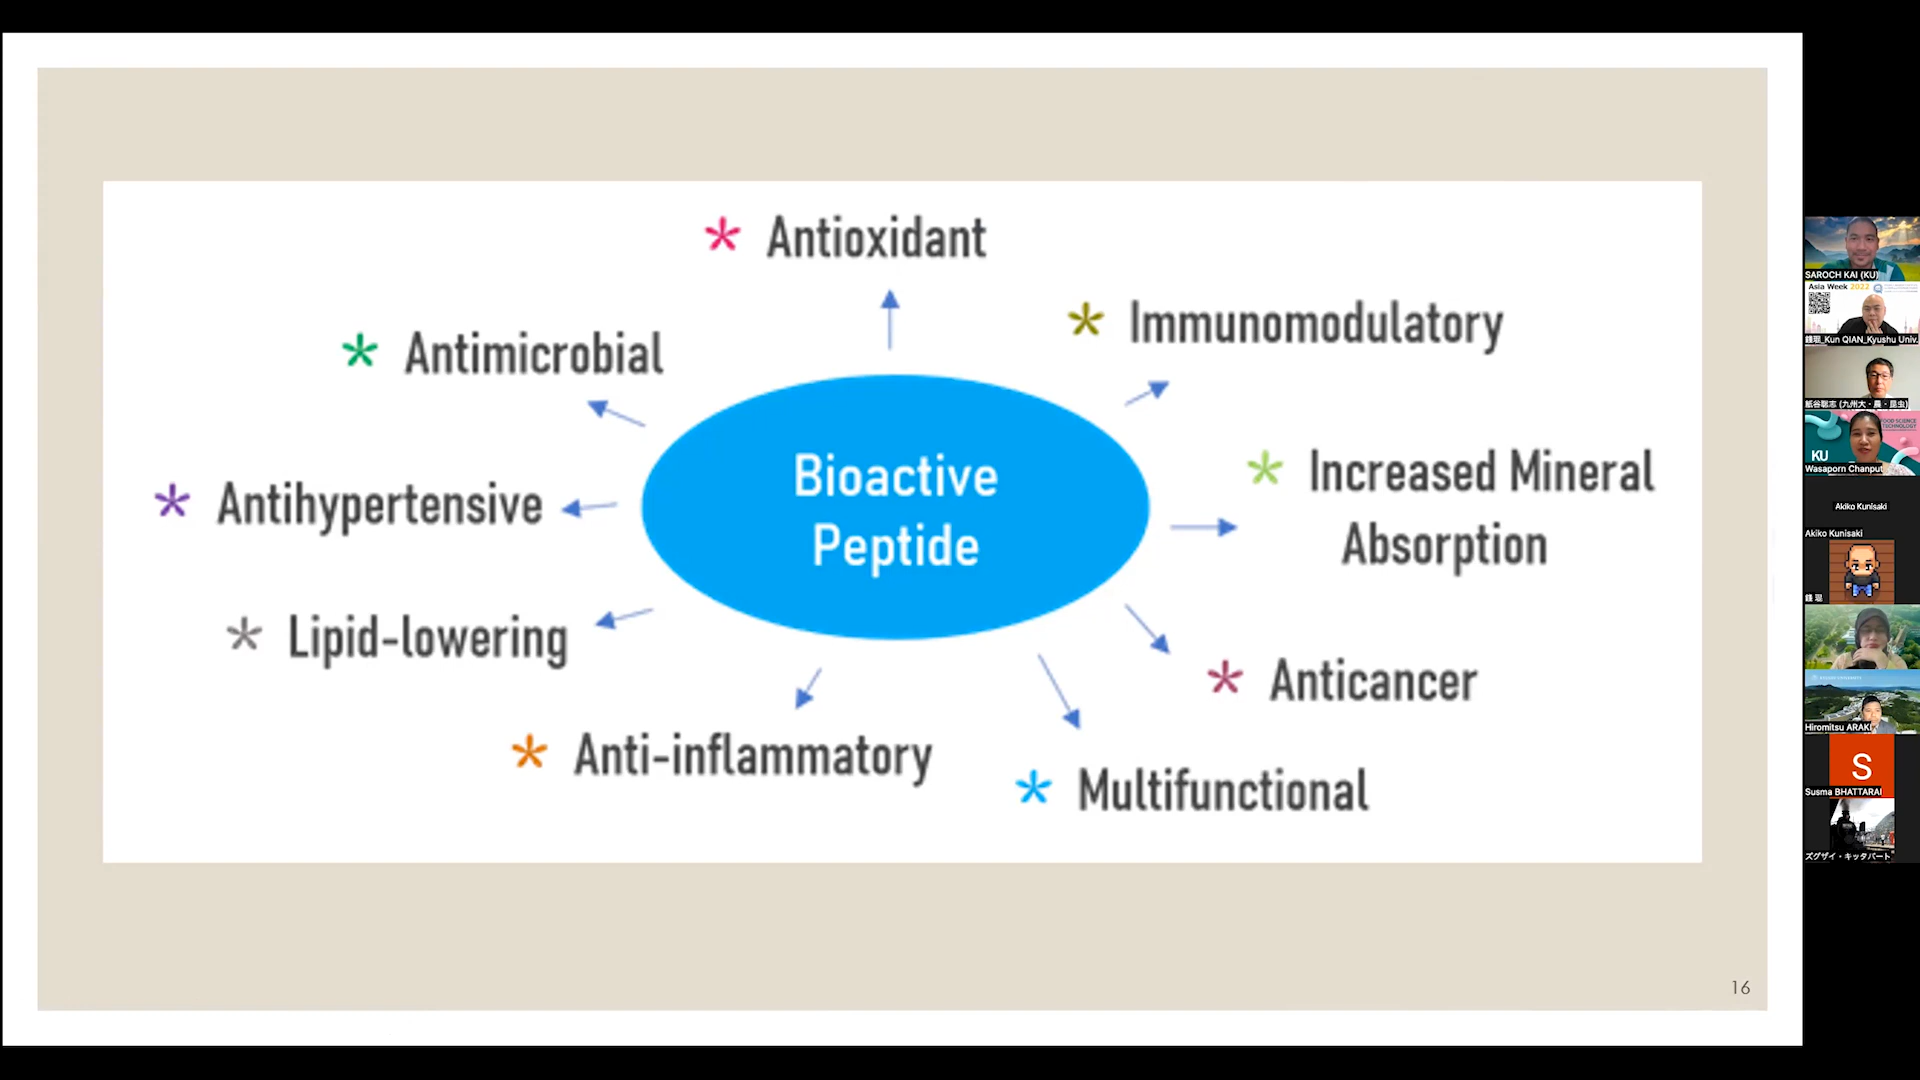 * Antioxidant
* Immunomodulatory
* Antimicrobial
* Increased Mineral
Absorption
Bioactive
Peptide
* Antihypertensive
* Lipid-lowering
* Anticancer
* Anti-inflammatory
* Multifunctional
16
SAROCH KAI (KU)
Asia Week 2022
錢琨_Kun QIAN_Kyushu Univ.
紙谷聡志 (九州大・農・昆虫)
FOOD SCIENCE
TECHNOLOGY
KU
Wasaporn Chanput
Akiko Kunisaki
Akiko Kunisaki
錢 琨
Hiromitsu ARAKI
S
Susma BHATTARAI
ズグザイ・キッタパート